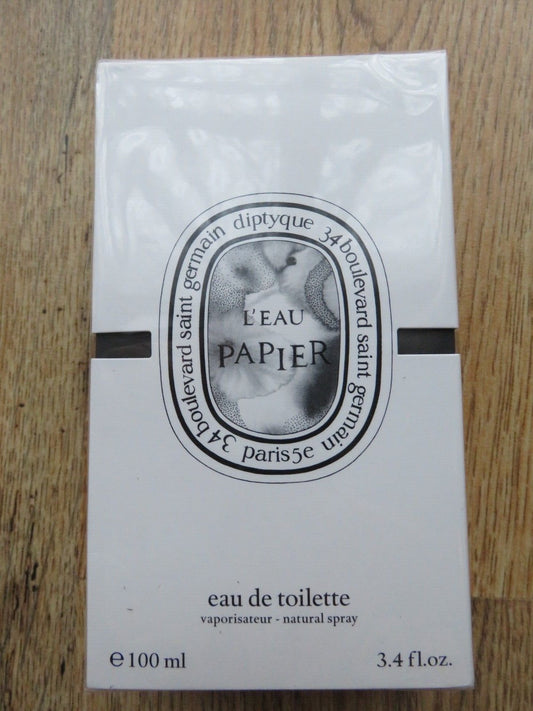 diptyque 34 boulevard saint germain paris 5e 34 boulevard saint germain
L'EAU
PAPIER
eau de toilette
vaporisateur - natural spray
℮ 100 ml
3.4 fl.oz.